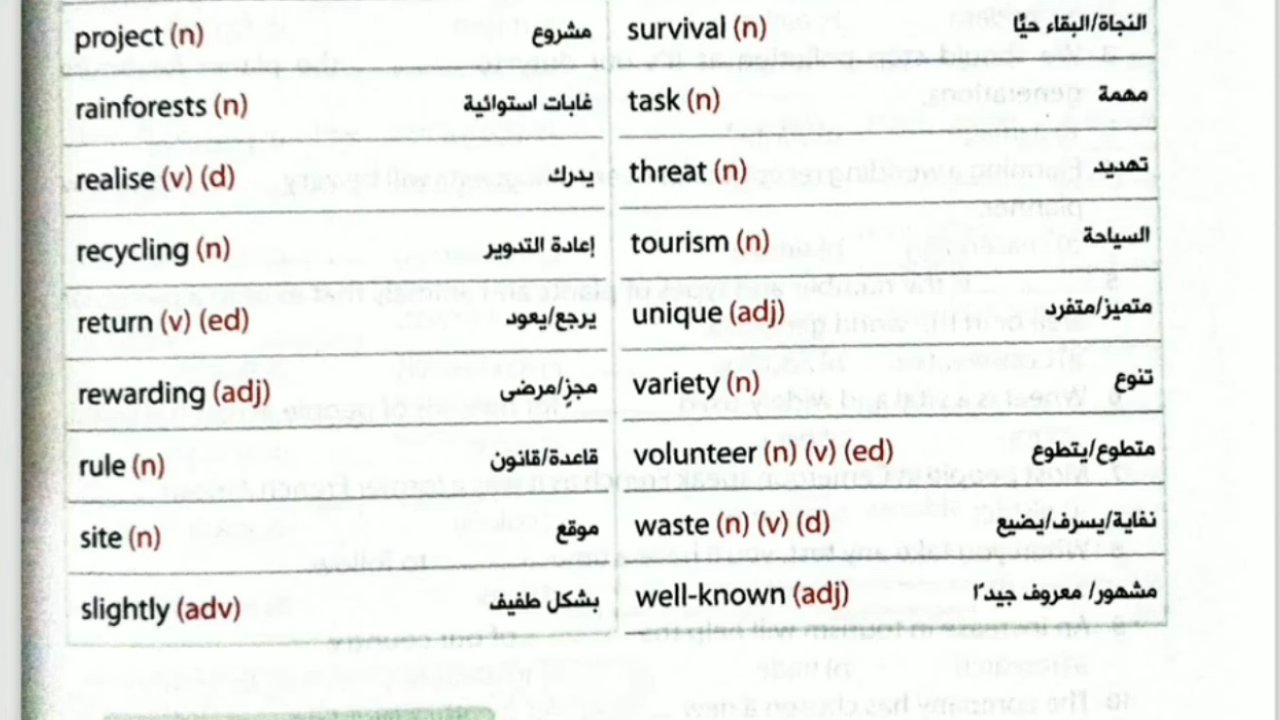 project (n) مشروع survival (n) النجاة/البقاء حيًا
rainforests (n) غابات استوائية task (n) مهمة
realise (v) (d) يدرك threat (n) تهديد
recycling (n) إعادة التدوير tourism (n) السياحة
return (v) (ed) يرجع/يعود unique (adj) متميز/متفرد
rewarding (adj) مجزٍ/مرضى variety (n) تنوع
rule (n) قاعدة/قانون volunteer (n) (v) (ed) متطوع/يتطوع
site (n) موقع waste (n) (v) (d) نفاية/يسرف/يضيع
slightly (adv) بشكل طفيف well-known (adj) مشهور/ معروف جيد"ا